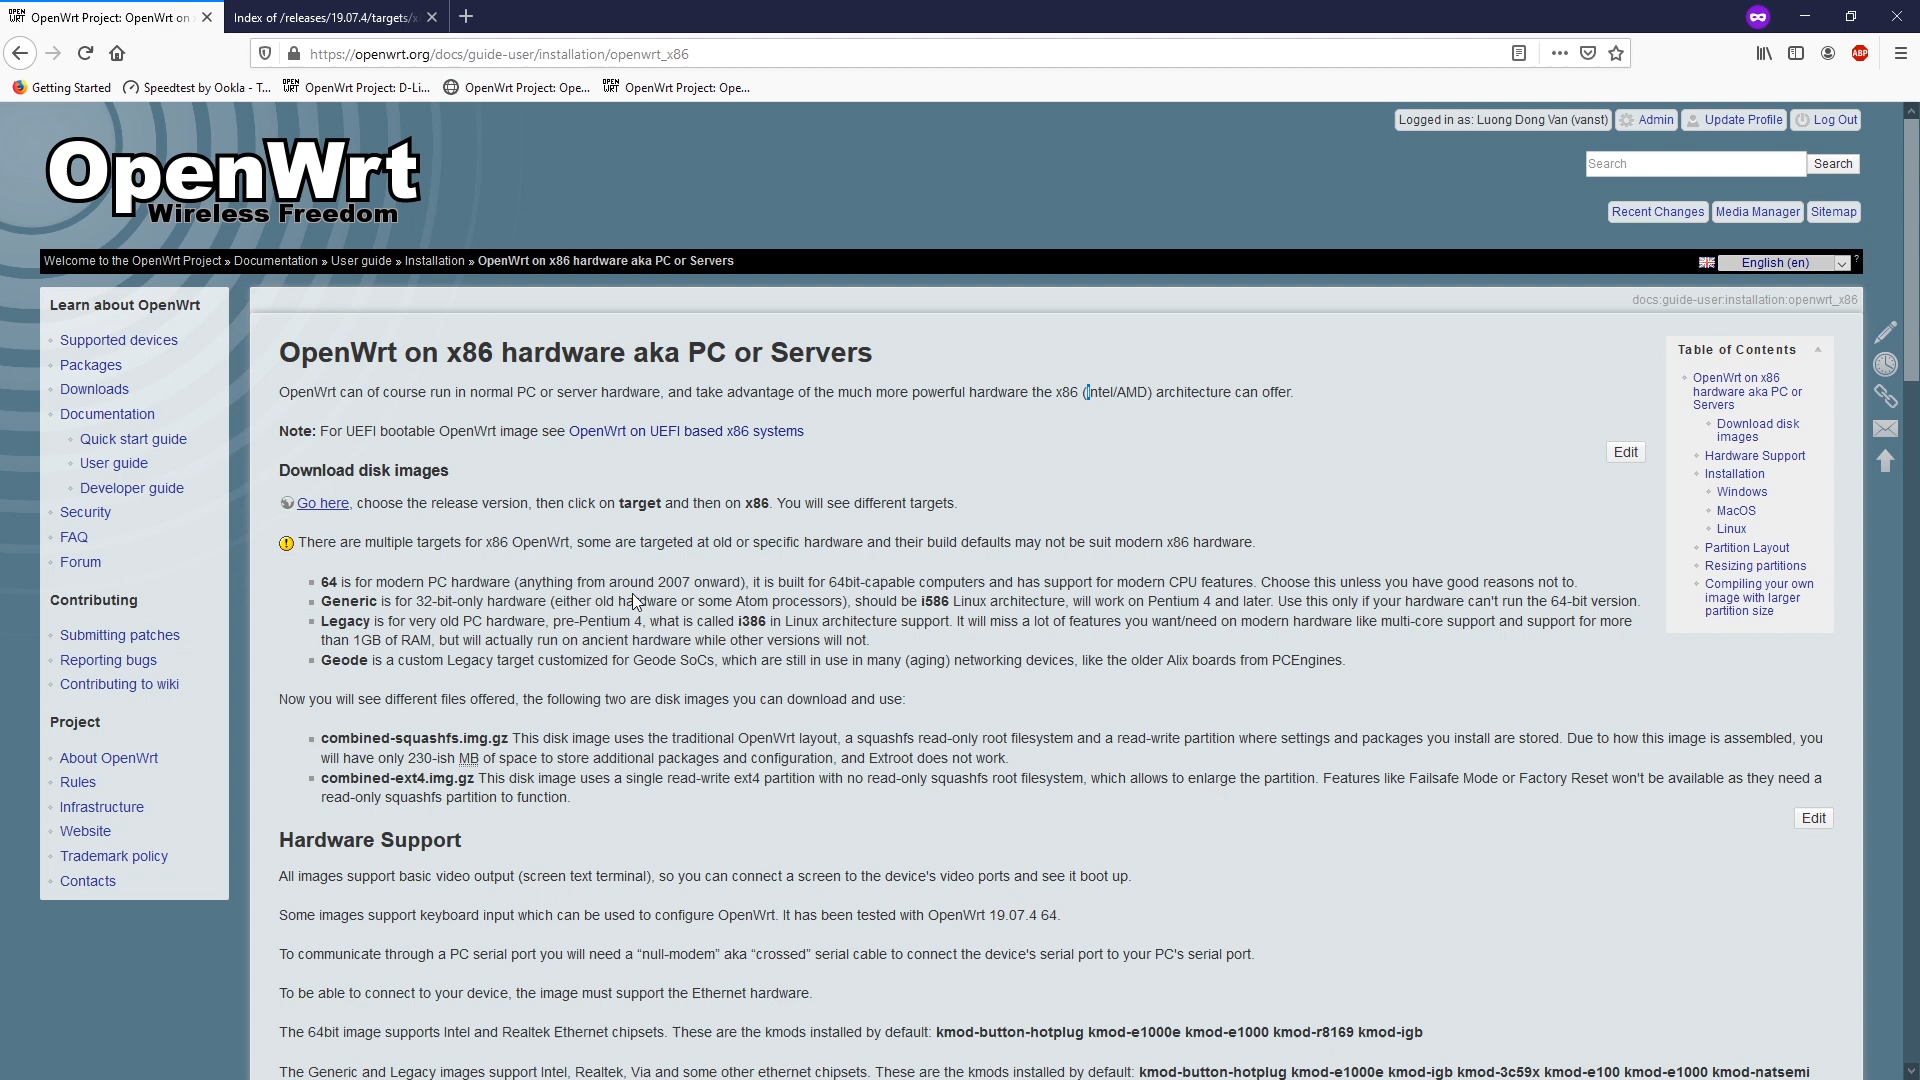 OPEN WRT OpenWrt Project: OpenWrt on
Index of /releases/19.07.4/targets/x
https://openwrt.org/docs/guide-user/installation/openwrt_x86
ABP
Getting Started
Speedtest by Ookla - T...
OPEN WRT OpenWrt Project: D-Li...
OpenWrt Project: Ope...
OPEN WRT OpenWrt Project: Ope...
Logged in as: Luong Dong Van (vanst) Admin Update Profile Log Out
OpenWrt
Wireless Freedom
Search Search
Recent Changes Media Manager Sitemap
Welcome to the OpenWrt Project » Documentation » User guide » Installation » OpenWrt on x86 hardware aka PC or Servers
English (en) ?
Learn about OpenWrt
Supported devices
Packages
Downloads
Documentation
Quick start guide
User guide
Developer guide
Security
FAQ
Forum
Contributing
Submitting patches
Reporting bugs
Contributing to wiki
Project
About OpenWrt
Rules
Infrastructure
Website
Trademark policy
Contacts
docs:guide-user:installation:openwrt_x86
OpenWrt on x86 hardware aka PC or Servers
OpenWrt can of course run in normal PC or server hardware, and take advantage of the much more powerful hardware the x86 (Intel/AMD) architecture can offer.
Note: For UEFI bootable OpenWrt image see OpenWrt on UEFI based x86 systems
Edit
Download disk images
Go here, choose the release version, then click on target and then on x86. You will see different targets.
There are multiple targets for x86 OpenWrt, some are targeted at old or specific hardware and their build defaults may not be suit modern x86 hardware.
64 is for modern PC hardware (anything from around 2007 onward), it is built for 64bit-capable computers and has support for modern CPU features. Choose this unless you have good reasons not to.
Generic is for 32-bit-only hardware (either old hardware or some Atom processors), should be i586 Linux architecture, will work on Pentium 4 and later. Use this only if your hardware can't run the 64-bit version.
Legacy is for very old PC hardware, pre-Pentium 4, what is called i386 in Linux architecture support. It will miss a lot of features you want/need on modern hardware like multi-core support and support for more
than 1GB of RAM, but will actually run on ancient hardware while other versions will not.
Geode is a custom Legacy target customized for Geode SoCs, which are still in use in many (aging) networking devices, like the older Alix boards from PCEngines.
Now you will see different files offered, the following two are disk images you can download and use:
combined-squashfs.img.gz This disk image uses the traditional OpenWrt layout, a squashfs read-only root filesystem and a read-write partition where settings and packages you install are stored. Due to how this image is assembled, you
will have only 230-ish MB of space to store additional packages and configuration, and Extroot does not work.
combined-ext4.img.gz This disk image uses a single read-write ext4 partition with no read-only squashfs root filesystem, which allows to enlarge the partition. Features like Failsafe Mode or Factory Reset won't be available as they need a
read-only squashfs partition to function.
Edit
Hardware Support
All images support basic video output (screen text terminal), so you can connect a screen to the device's video ports and see it boot up.
Some images support keyboard input which can be used to configure OpenWrt. It has been tested with OpenWrt 19.07.4 64.
To communicate through a PC serial port you will need a “null-modem” aka “crossed” serial cable to connect the device's serial port to your PC's serial port.
To be able to connect to your device, the image must support the Ethernet hardware.
The 64bit image supports Intel and Realtek Ethernet chipsets. These are the kmods installed by default: kmod-button-hotplug kmod-e1000e kmod-e1000 kmod-r8169 kmod-igb
The Generic and Legacy images support Intel, Realtek, Via and some other ethernet chipsets. These are the kmods installed by default: kmod-button-hotplug kmod-e1000e kmod-igb kmod-3c59x kmod-e100 kmod-e1000 kmod-natsemi
Table of Contents
OpenWrt on x86
hardware aka PC or
Servers
Download disk
images
Hardware Support
Installation
Windows
MacOS
Linux
Partition Layout
Resizing partitions
Compiling your own
image with larger
partition size